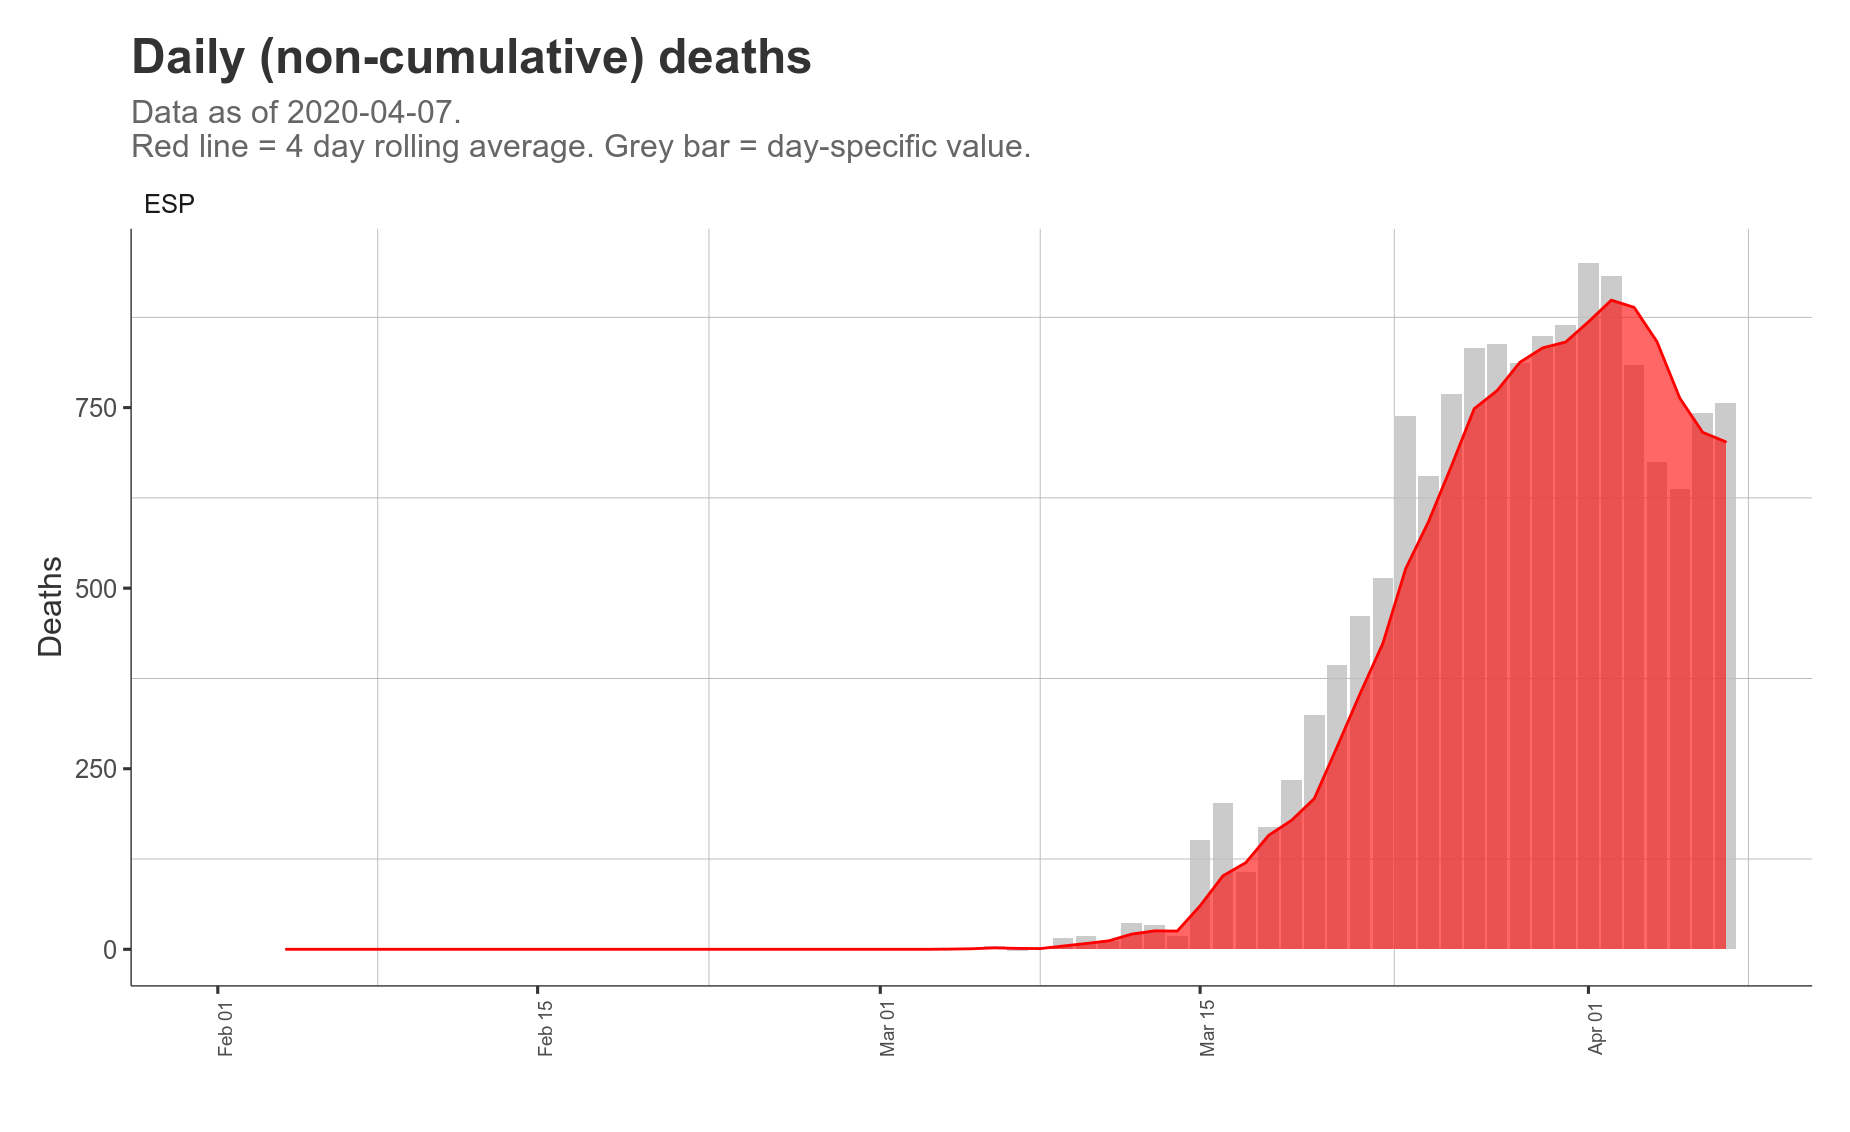 Daily (non-cumulative) deaths
Data as of 2020-04-07.
Red line = 4 day rolling average. Grey bar = day-specific value.
ESP
Deaths
750
500
250
0
Feb 01
Feb 15
Mar 01
Mar 15
Apr 01